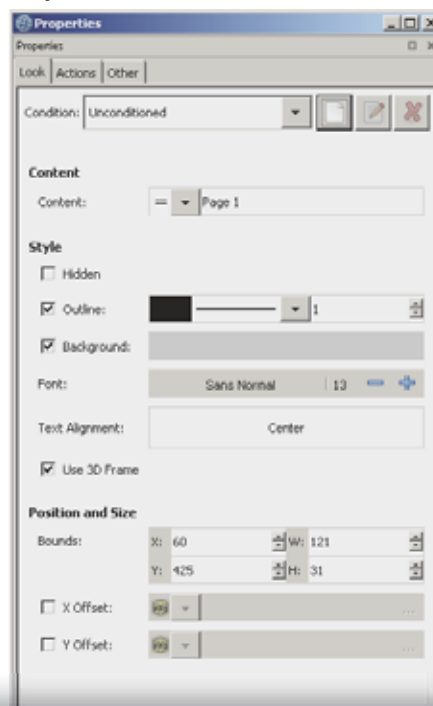 Properties
Properties
Look Actions Other
Condition: Unconditioned
Content
Content: = Page 1
Style
Hidden
Outline: 1
Background:
Font: Sans Normal 13
Text Alignment: Center
Use 3D Frame
Position and Size
Bounds: X: 60 W: 121
Y: 425 H: 31
X Offset: ...
Y Offset: ...